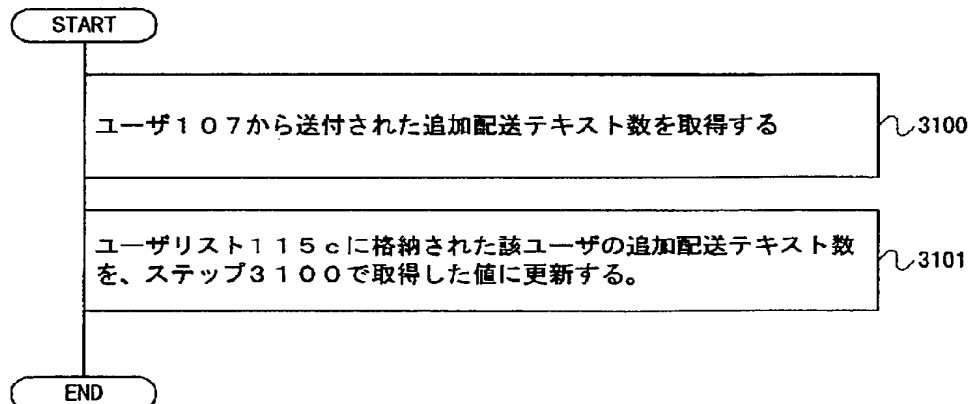 START
ユーザ１０７から送付された追加配送テキスト数を取得する
3100
ユーザリスト１１５ｃに格納された該ユーザの追加配送テキスト数
を、ステップ３１００で取得した値に更新する。
3101
END